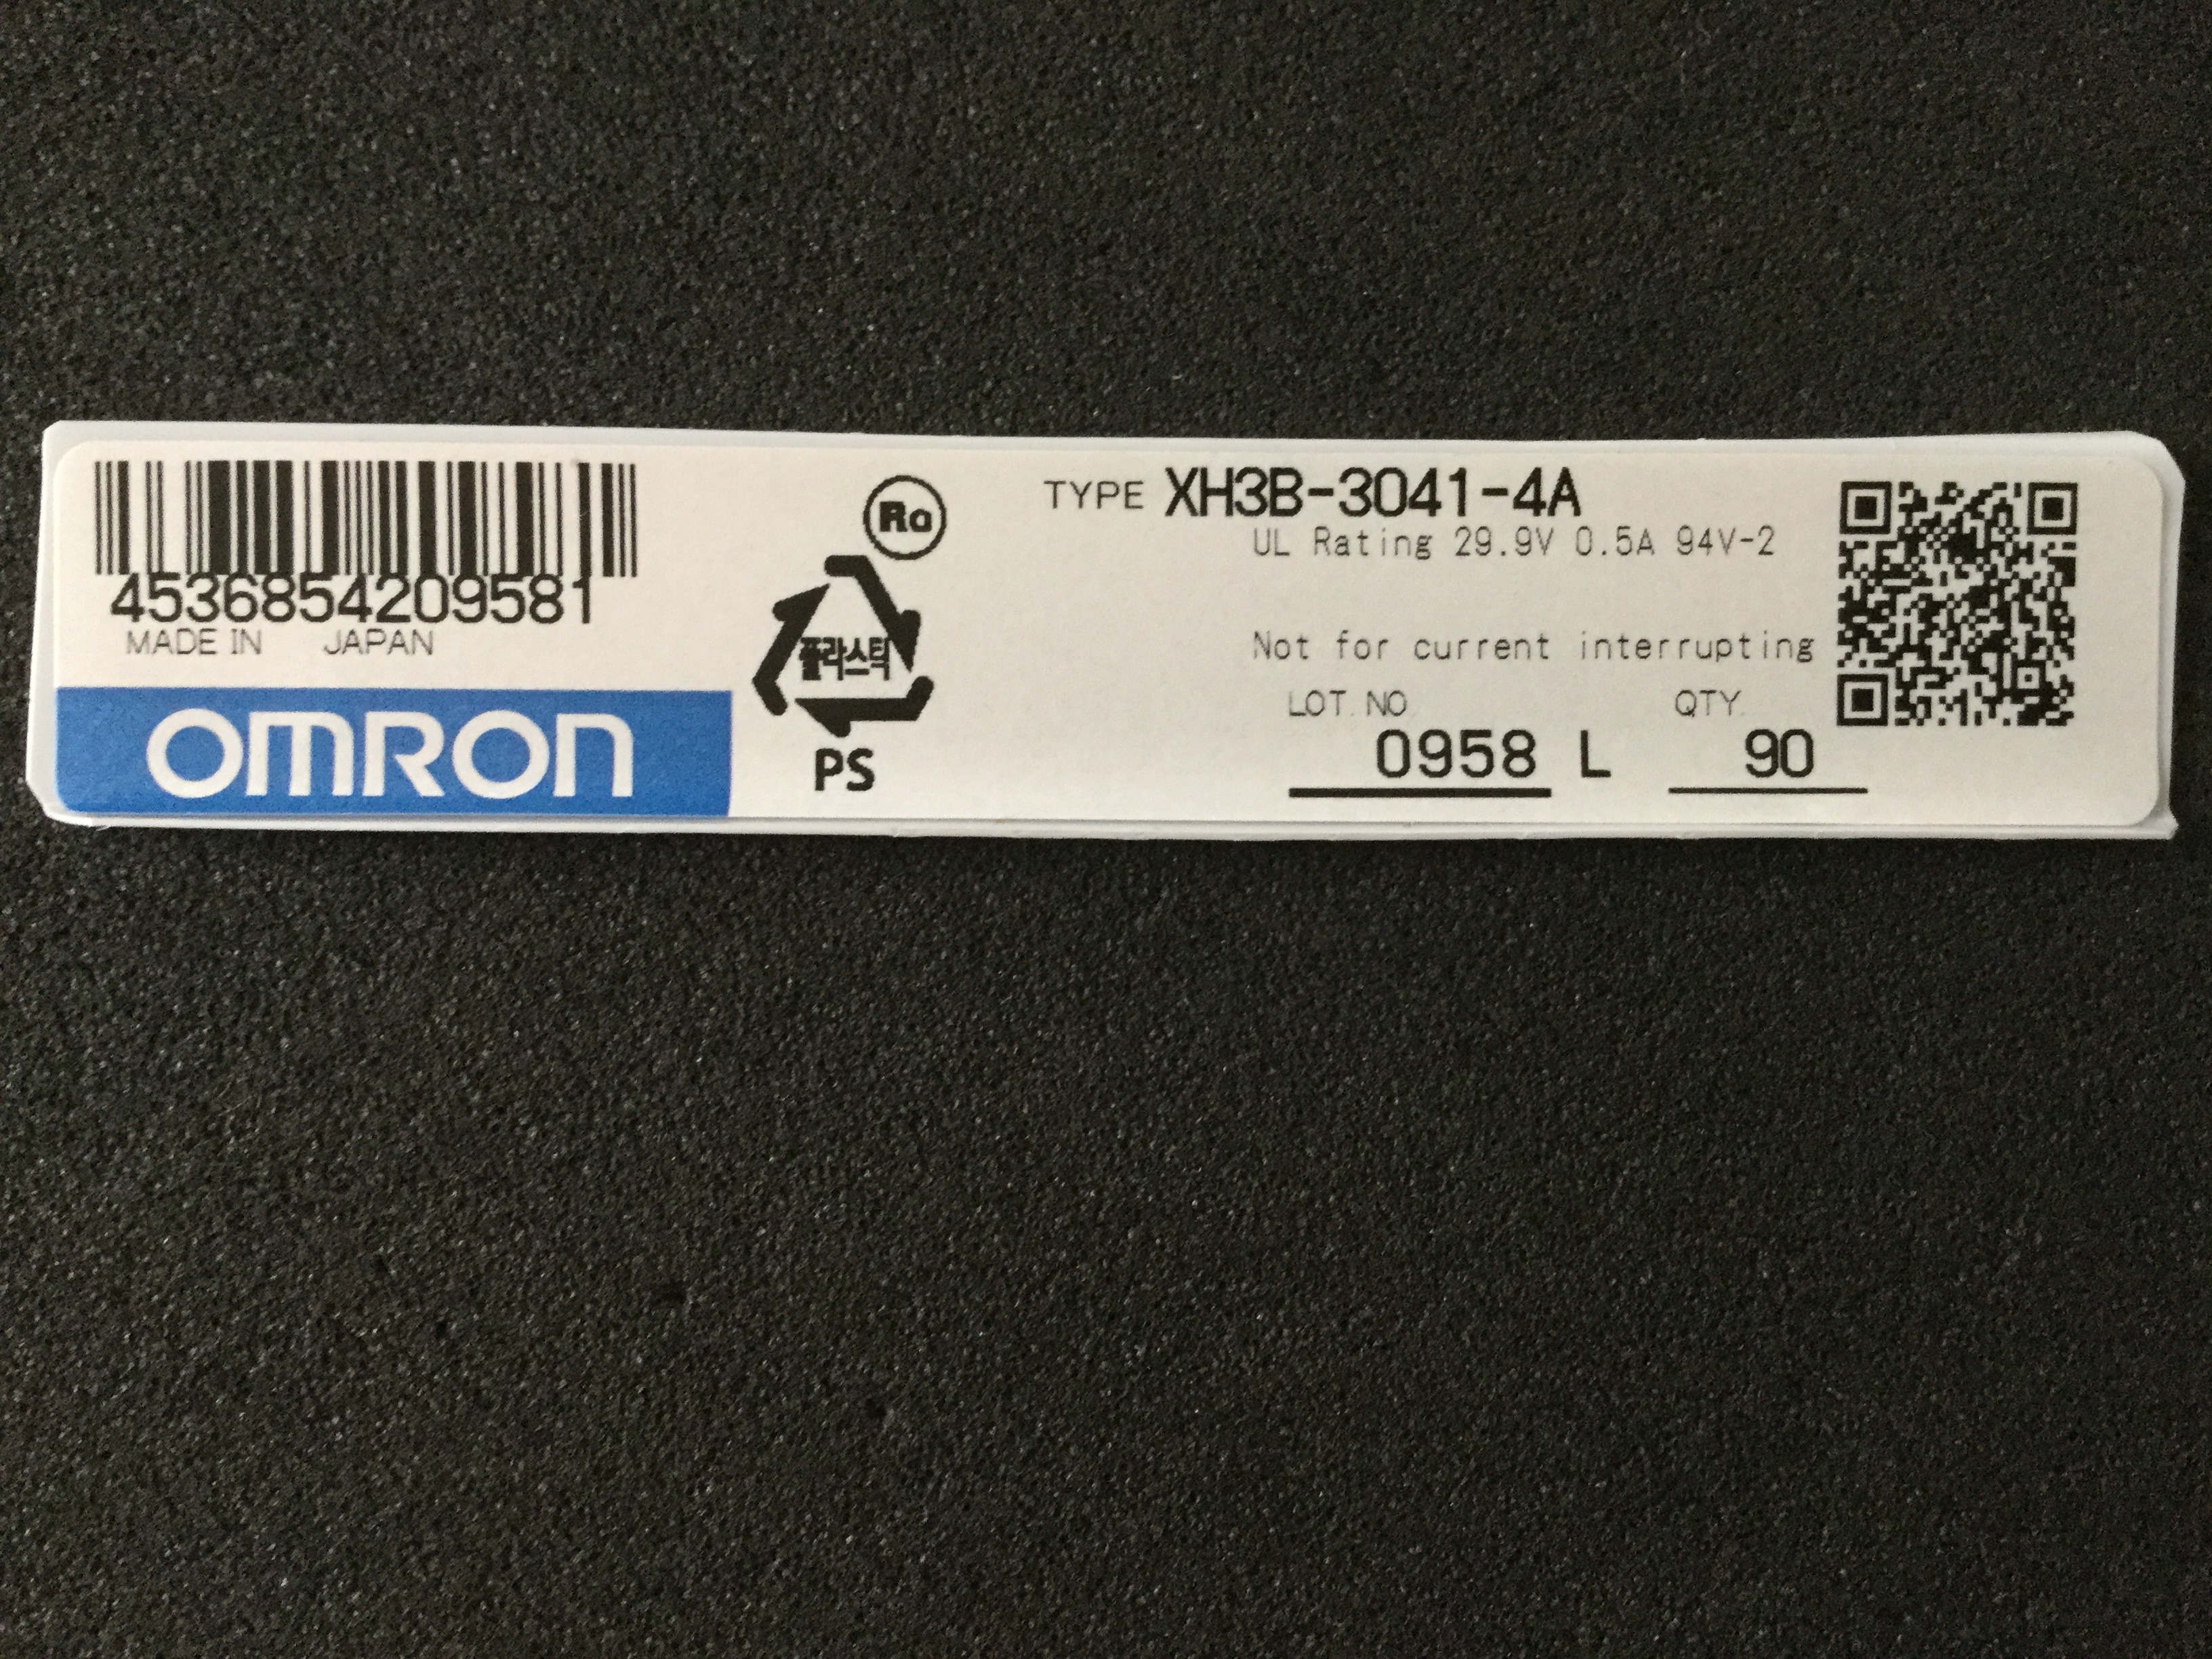 4536854209581
MADE IN JAPAN
OMRON
Ro
플라스틱
PS
TYPE XH3B-3041-4A
UL Rating 29.9V 0.5A 94V-2
Not for current interrupting
LOT. NO. QTY.
0958 L 90